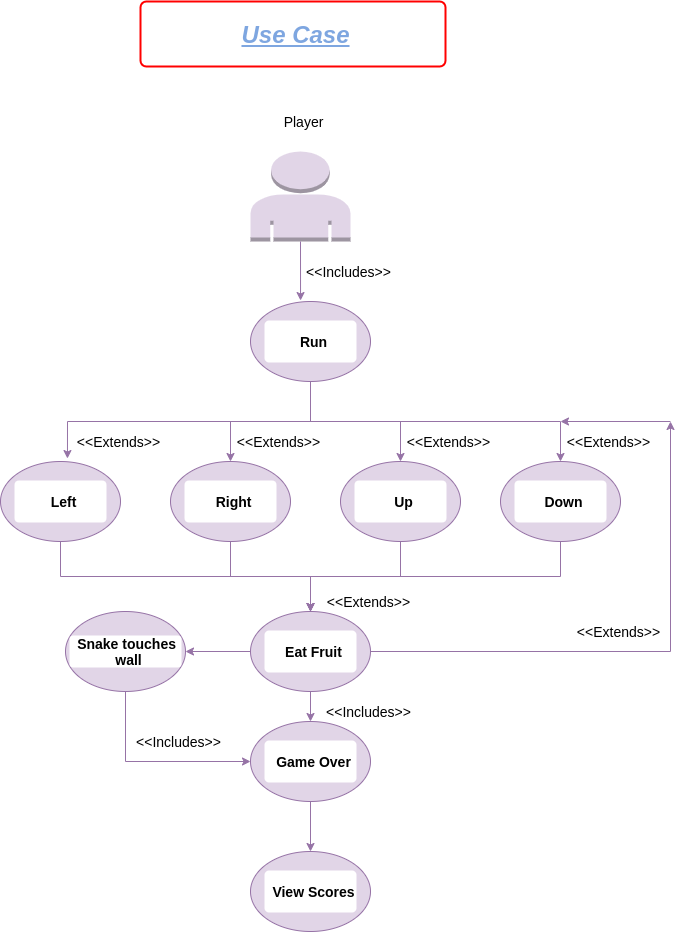 Use Case
Player
<<Includes>>
Run
<<Extends>> <<Extends>> <<Extends>> <<Extends>>
Left Right Up Down
<<Extends>>
<<Extends>>
Snake touches
wall
Eat Fruit
<<Includes>>
<<Includes>>
Game Over
View Scores